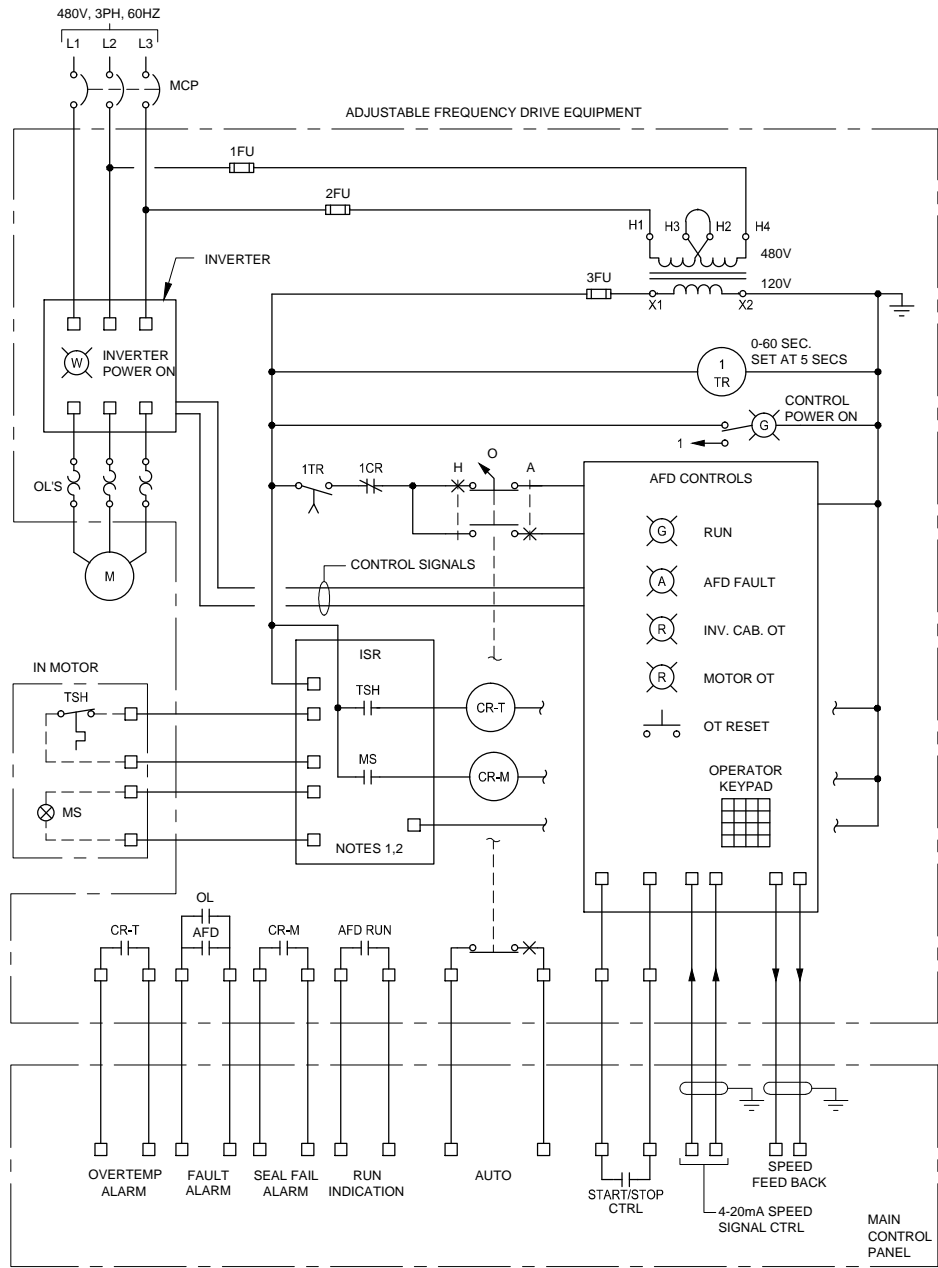 480V, 3PH, 60HZ
L1 L2 L3
MCP
ADJUSTABLE FREQUENCY DRIVE EQUIPMENT
1FU
2FU
H1 H3 H2 H4
480V
INVERTER
3FU
120V
X1 X2
W
INVERTER
POWER ON
1
TR
0-60 SEC.
SET AT 5 SECS
CONTROL
POWER ON
G
1
OL'S
1TR
1CR
H
O
A
AFD CONTROLS
G
RUN
M
CONTROL SIGNALS
A
AFD FAULT
R
INV. CAB. OT
R
MOTOR OT
OT RESET
OPERATOR
KEYPAD
IN MOTOR
TSH
MS
ISR
TSH
CR-T
MS
CR-M
NOTES 1,2
CR-T
OL
AFD
CR-M
AFD RUN
OVERTEMP
ALARM
FAULT
ALARM
SEAL FAIL
ALARM
RUN
INDICATION
AUTO
START/STOP
CTRL
4-20mA SPEED
SIGNAL CTRL
SPEED
FEED BACK
MAIN
CONTROL
PANEL